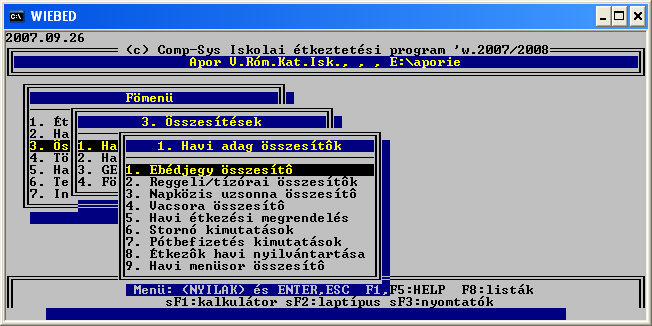 WIEBED
2007.09.26
(c) Comp-Sys Iskolai étkeztetési program 'w.2007/2008
Apor V.Róm.Kat.Isk., , , E:\aporie
Fömenü
1. Ét
2. Ha
3. Ös
4. Tö
5. Ha
6. Te
7. In
3. Összesítések
1. Ha
2. Ha
3. GE
4. Fö
1. Havi adag összesítôk
1. Ebédjegy összesítô
2. Reggeli/tízórai összesítôk
3. Napközis uzsonna összesítô
4. Vacsora összesítô
5. Havi étkezési megrendelés
6. Stornó kimutatások
7. Pótbefizetés kimutatások
8. Étkezôk havi nyilvántartása
9. Havi menüsor összesítô
Menü: (NYILAK) és ENTER,ESC F1,F5:HELP F8:listák
sF1:kalkulátor sF2:laptípus sF3:nyomtatók